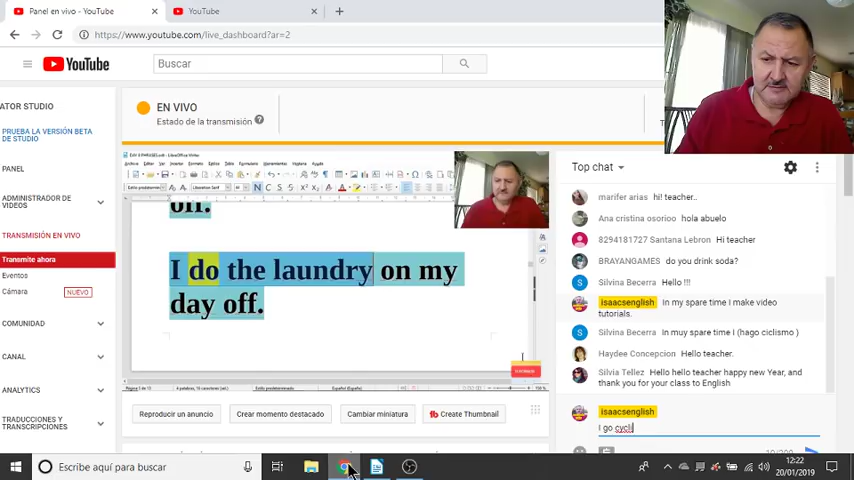 Panel en vivo - YouTube
YouTube
https://www.youtube.com/live_dashboard?ar=2
YouTube
Buscar
ATOR STUDIO
PRUEBA LA VERSIÓN BETA
DE STUDIO
PANEL
ADMINISTRADOR DE
VIDEOS
TRANSMISIÓN EN VIVO
Transmite ahora
Eventos
Cámara
NUEVO
COMUNIDAD
CANAL
ANALYTICS
TRADUCCIONES Y
TRANSCRIPCIONES
EN VIVO
Estado de la transmisión
off.
I do the laundry on my
day off.
Reproducir un anuncio
Crear momento destacado
Cambiar miniatura
Create Thumbnail
Top chat
marifer arias hi! teacher..
Ana cristina osorioo hola abuelo
8294181727 Santana Lebron Hi teacher
BRAYANGAMES do you drink soda?
Silvina Becerra Hello !!!
isaacsenglish In my spare time I make video
tutorials.
Silvina Becerra In muy spare time I (hago ciclismo )
Haydee Concepcion Hello teacher.
Silvia Tellez Hello hello teacher happy new Year, and
thank you for your class to English
isaacsenglish
I go cycli
Escribe aquí para buscar
12:22
20/01/2019